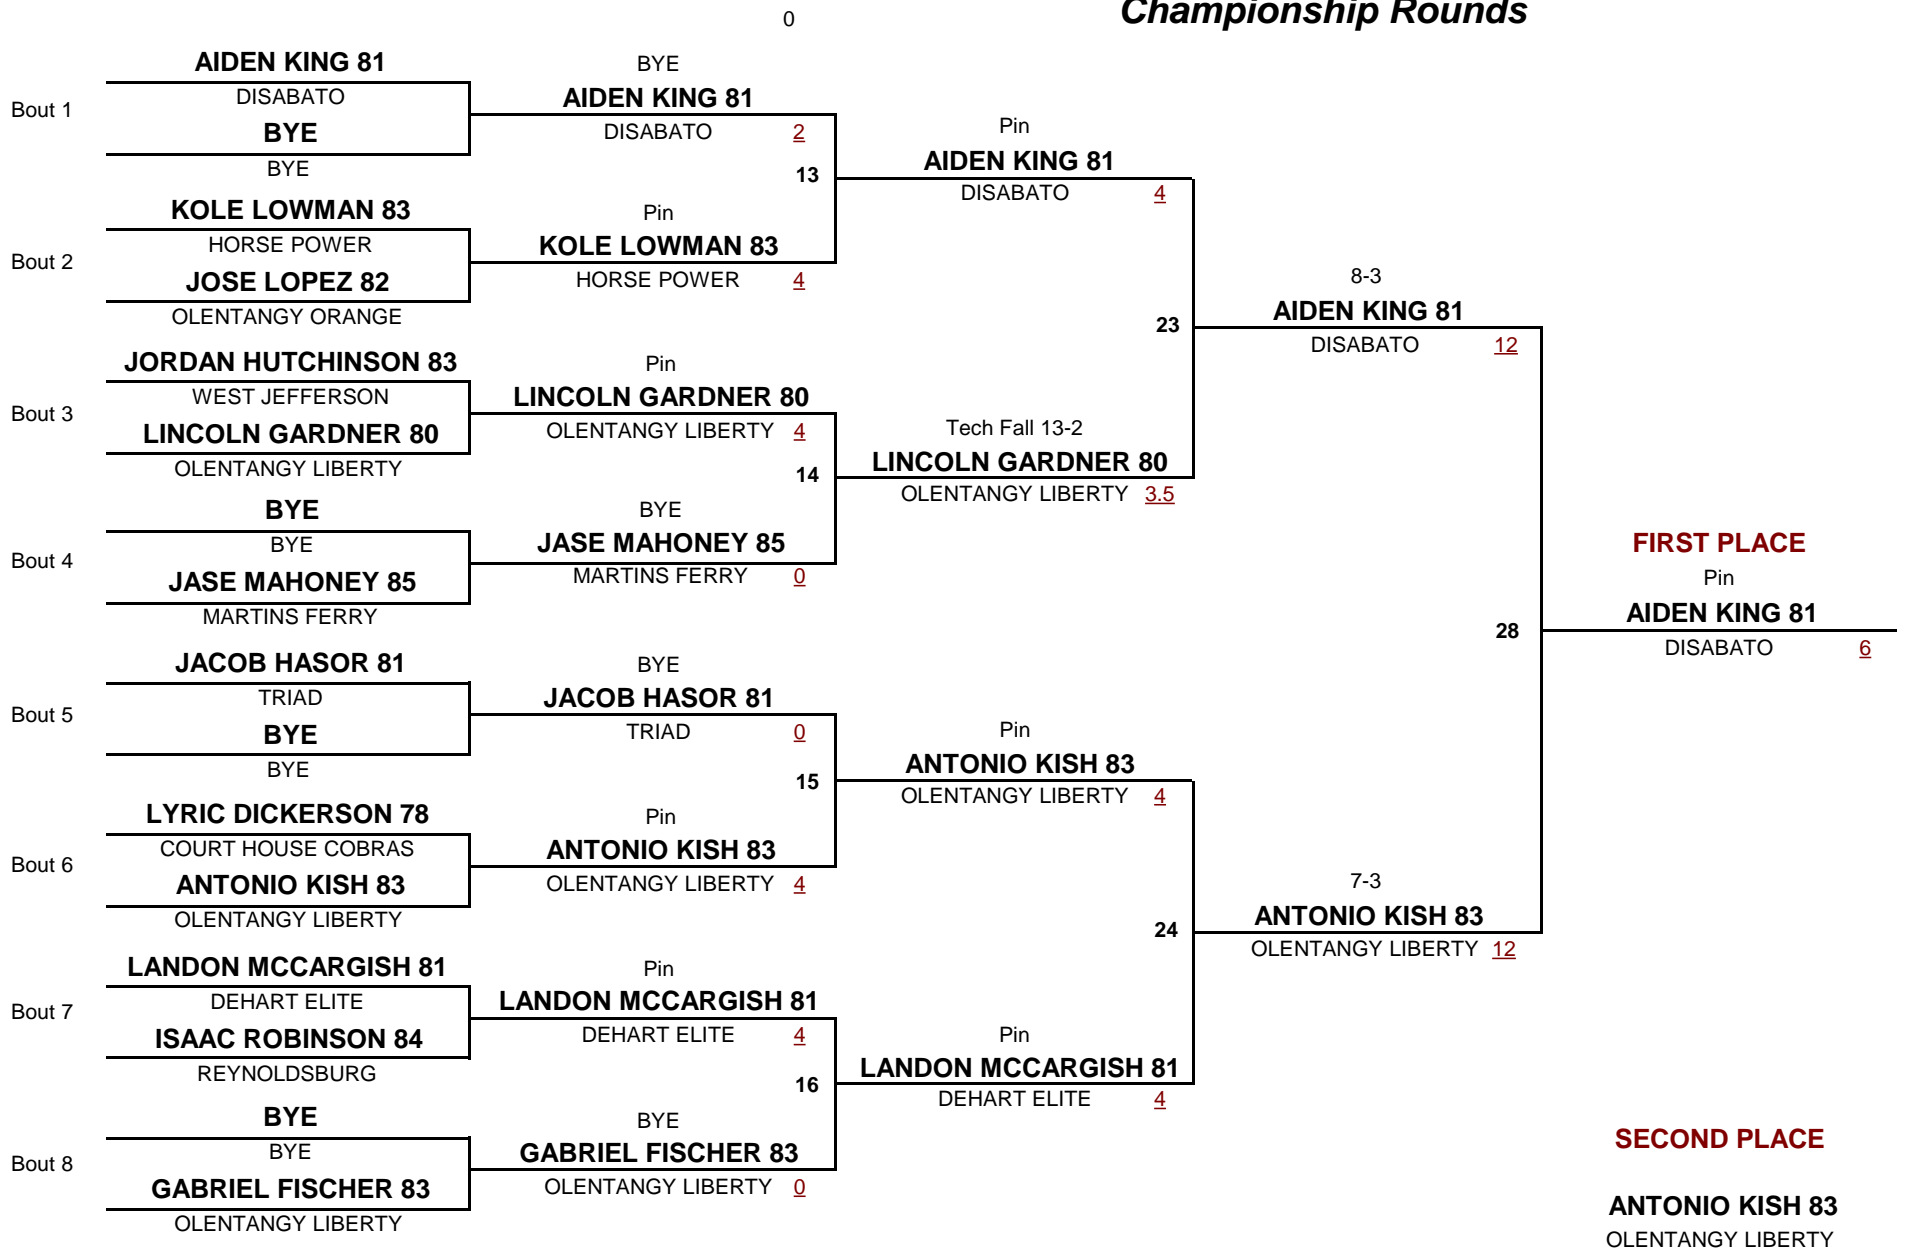 0
Championship Rounds
AIDEN KING 81
DISABATO
Bout 1
BYE
BYE
KOLE LOWMAN 83
HORSE POWER
Bout 2
JOSE LOPEZ 82
OLENTANGY ORANGE
JORDAN HUTCHINSON 83
WEST JEFFERSON
Bout 3
LINCOLN GARDNER 80
OLENTANGY LIBERTY
BYE
BYE
Bout 4
JASE MAHONEY 85
MARTINS FERRY
JACOB HASOR 81
TRIAD
Bout 5
BYE
BYE
LYRIC DICKERSON 78
COURT HOUSE COBRAS
Bout 6
ANTONIO KISH 83
OLENTANGY LIBERTY
LANDON MCCARGISH 81
DEHART ELITE
Bout 7
ISAAC ROBINSON 84
REYNOLDSBURG
BYE
BYE
Bout 8
GABRIEL FISCHER 83
OLENTANGY LIBERTY
BYE
AIDEN KING 81
DISABATO 2
13
Pin
KOLE LOWMAN 83
HORSE POWER 4
Pin
LINCOLN GARDNER 80
OLENTANGY LIBERTY 4
14
BYE
JASE MAHONEY 85
MARTINS FERRY 0
BYE
JACOB HASOR 81
TRIAD 0
15
Pin
ANTONIO KISH 83
OLENTANGY LIBERTY 4
Pin
LANDON MCCARGISH 81
DEHART ELITE 4
16
BYE
GABRIEL FISCHER 83
OLENTANGY LIBERTY 0
Pin
AIDEN KING 81
DISABATO 4
23
Tech Fall 13-2
LINCOLN GARDNER 80
OLENTANGY LIBERTY 3.5
Pin
ANTONIO KISH 83
OLENTANGY LIBERTY 4
24
Pin
LANDON MCCARGISH 81
DEHART ELITE 4
8-3
AIDEN KING 81
DISABATO 12
28
7-3
ANTONIO KISH 83
OLENTANGY LIBERTY 12
FIRST PLACE
Pin
AIDEN KING 81
DISABATO 6
SECOND PLACE
ANTONIO KISH 83
OLENTANGY LIBERTY